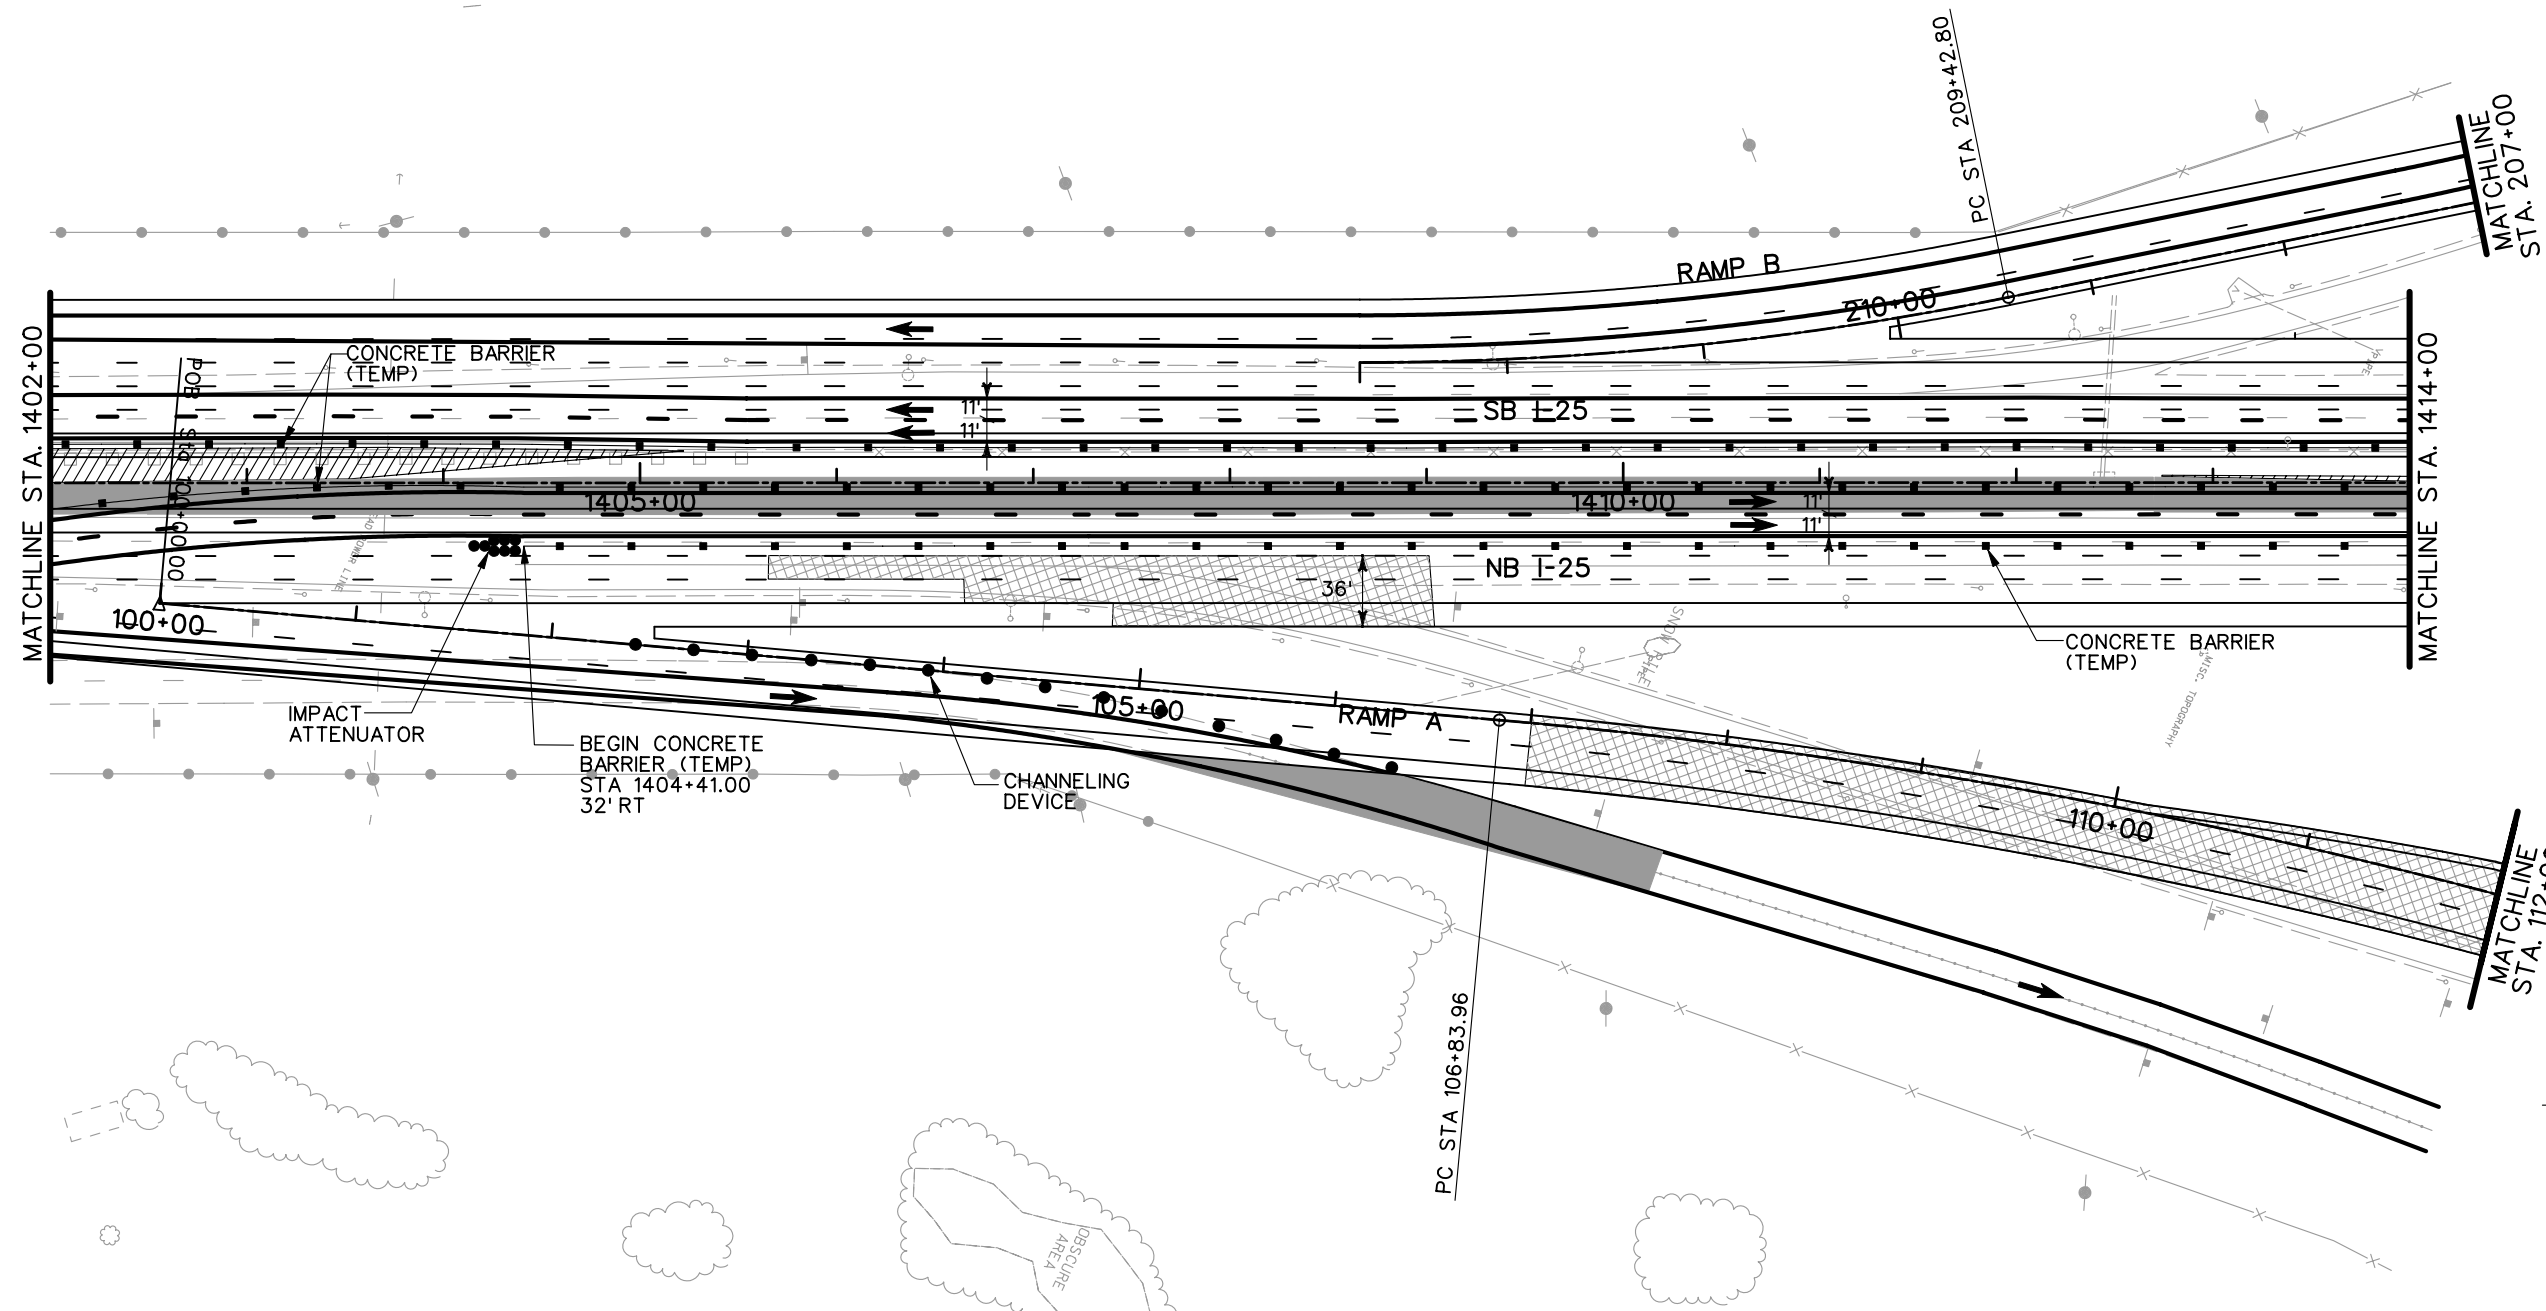 PC STA 209+42.80
MATCHLINE
STA. 207+00
RAMP B
210+00
MATCHLINE STA. 1402+00
POB
CONCRETE BARRIER
(TEMP)
11'
11'
SB I-25
MATCHLINE STA. 1414+00
1405+00
1410+00
11'
11'
NB I-25
36'
100+00
CONCRETE BARRIER
(TEMP)
SNOW PILE
MISC. TOPOGRAPHY
IMPACT
ATTENUATOR
BEGIN CONCRETE
BARRIER (TEMP)
STA 1404+41.00
32' RT
105+00
RAMP A
CHANNELING
DEVICE
110+00
MATCHLINE
PC STA 106+83.96
OBSCURE
AREA